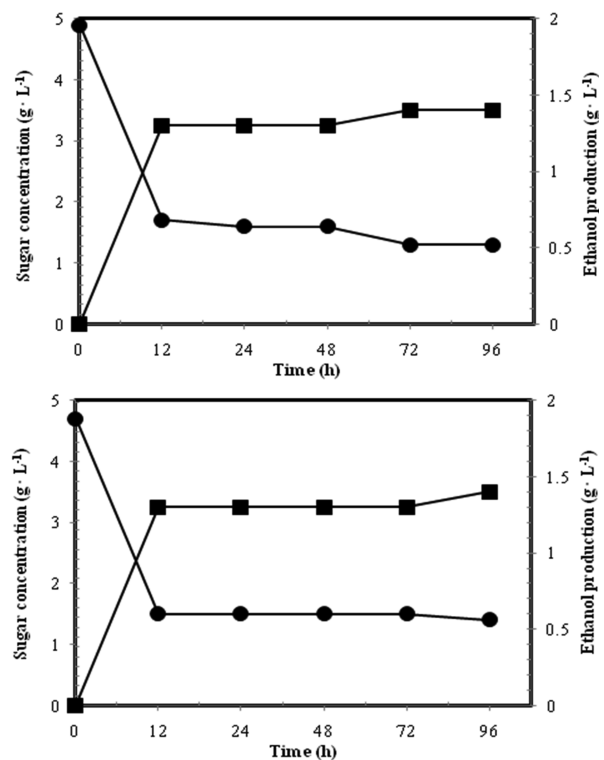 5
4
3
2
1
0
Sugar concentration (g· L-1)
2
1.5
1
0.5
0
Ethanol production (g· L-1)
0 12 24 48 72 96
Time (h)
5
4
3
2
1
0
Sugar concentration (g· L-1)
2
1.5
1
0.5
0
Ethanol production (g· L-1)
0 12 24 48 72 96
Time (h)